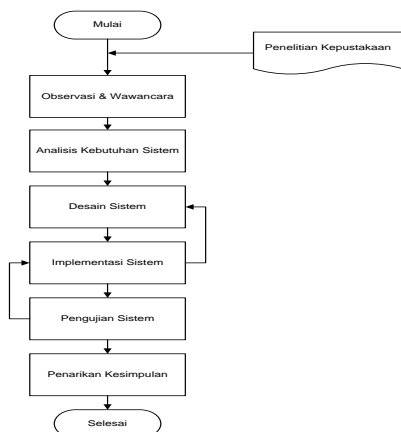 Mulai
Penelitian Kepustakaan
Observasi & Wawancara
Analisis Kebutuhan Sistem
Desain Sistem
Implementasi Sistem
Pengujian Sistem
Penarikan Kesimpulan
Selesai